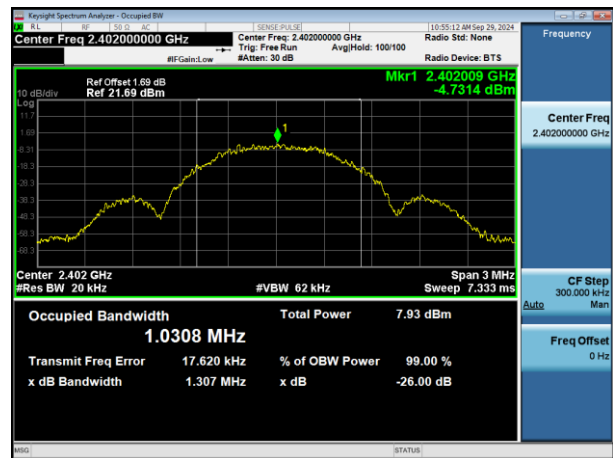 Keysight Spectrum Analyzer - Occupied BW
RL RF 50 Ω AC SENSE:PULSE 10:55:12 AM Sep 29, 2024
Center Freq 2.402000000 GHz Center Freq: 2.402000000 GHz Radio Std: None Frequency
Trig: Free Run Avg|Hold: 100/100
#IFGain:Low #Atten: 30 dB Radio Device: BTS
Ref Offset 1.69 dB Mkr1 2.402009 GHz
10 dB/div Ref 21.69 dBm -4.7314 dBm
Log
11.7
1.69
-8.31
-18.3
-28.3
-38.3
-48.3
-58.3
-68.3
1
Center Freq
2.402000000 GHz
Center 2.402 GHz Span 3 MHz
#Res BW 20 kHz #VBW 62 kHz Sweep 7.333 ms
CF Step
300.000 kHz
Auto Man
Occupied Bandwidth Total Power 7.93 dBm
1.0308 MHz
Freq Offset
0 Hz
Transmit Freq Error 17.620 kHz % of OBW Power 99.00 %
x dB Bandwidth 1.307 MHz x dB -26.00 dB
MSG STATUS